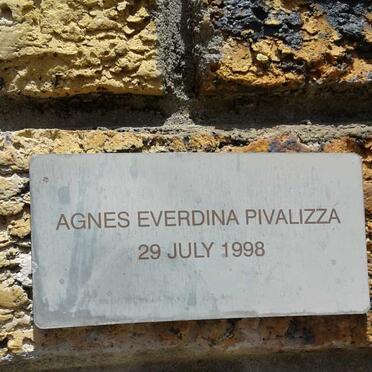 AGNES EVERDINA PIVALIZZA
29 JULY 1998